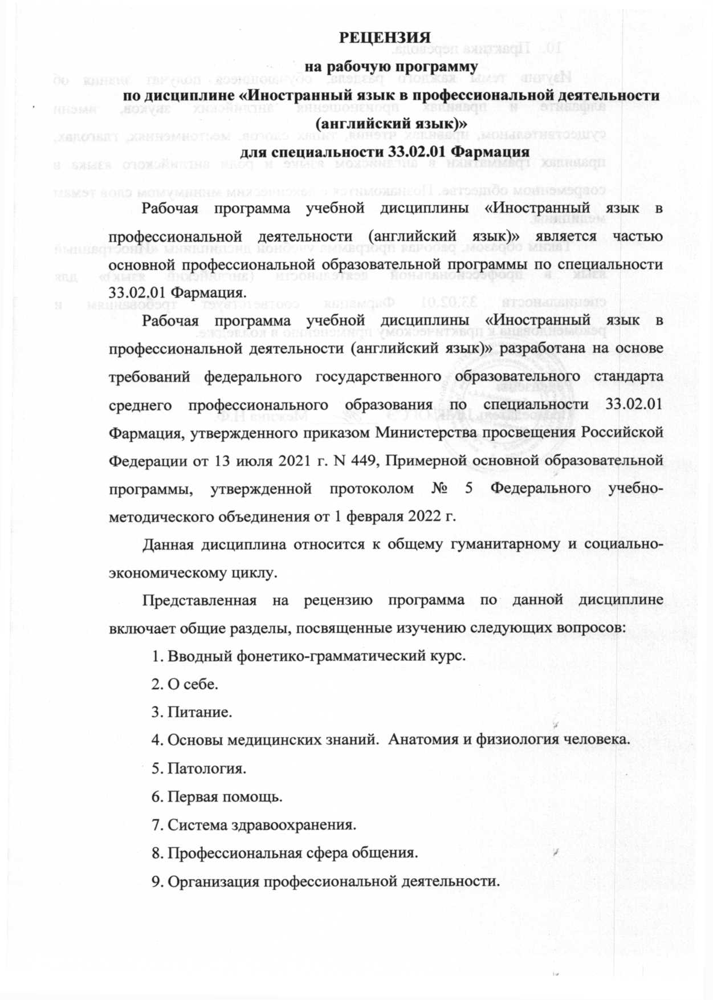 РЕЦЕНЗИЯ
на рабочую программу
по дисциплине «Иностранный язык в профессиональной деятельности
(английский язык)»
для специальности 33.02.01 Фармация
Рабочая программа учебной дисциплины «Иностранный язык в
профессиональной деятельности (английский язык)» является частью
основной профессиональной образовательной программы по специальности
33.02.01 Фармация.
Рабочая программа учебной дисциплины «Иностранный язык в
профессиональной деятельности (английский язык)» разработана на основе
требований федерального государственного образовательного стандарта
среднего профессионального образования по специальности 33.02.01
Фармация, утвержденного приказом Министерства просвещения Российской
Федерации от 13 июля 2021 г. N 449, Примерной основной образовательной
программы, утвержденной протоколом № 5 Федерального учебно-
методического объединения от 1 февраля 2022 г.
Данная дисциплина относится к общему гуманитарному и социально-
экономическому циклу.
Представленная на рецензию программа по данной дисциплине
включает общие разделы, посвященные изучению следующих вопросов:
1. Вводный фонетико-грамматический курс.
2. О себе.
3. Питание.
4. Основы медицинских знаний. Анатомия и физиология человека.
5. Патология.
6. Первая помощь.
7. Система здравоохранения.
8. Профессиональная сфера общения.
9. Организация профессиональной деятельности.